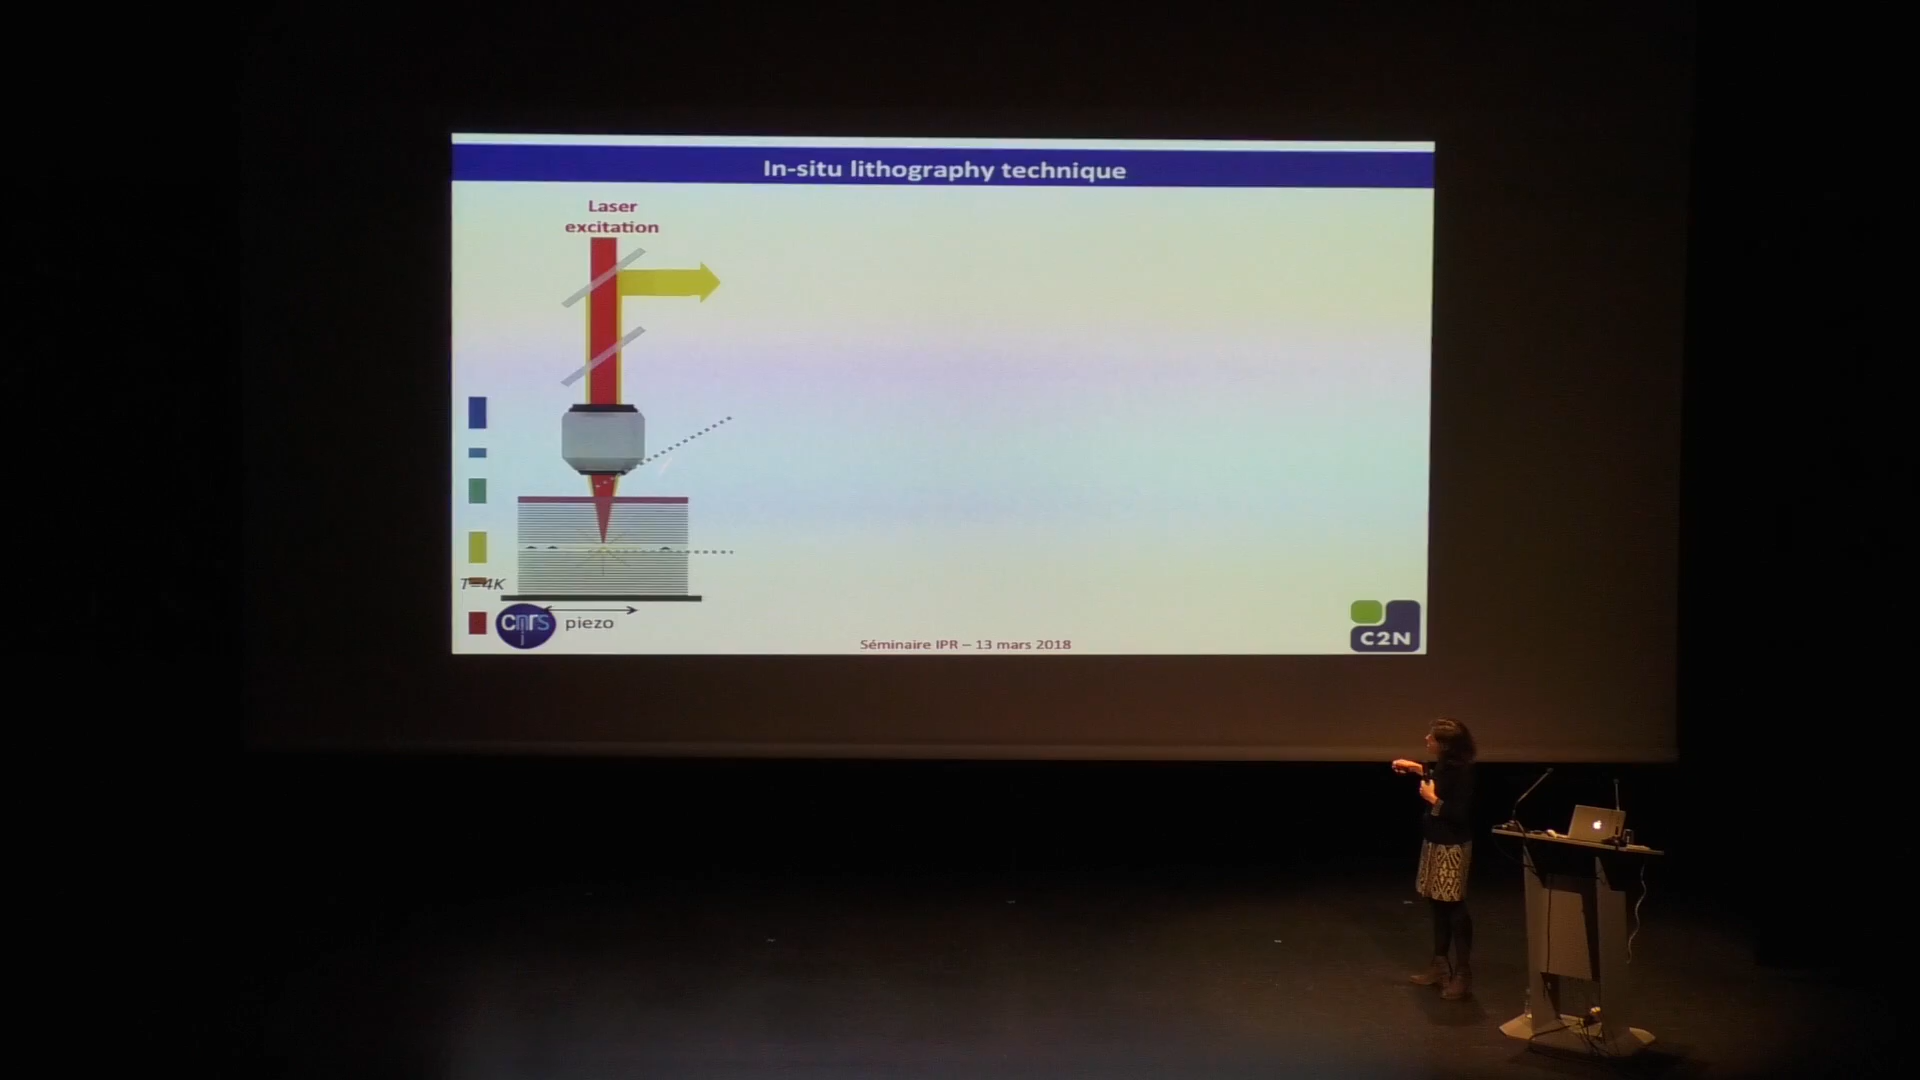 In-situ lithography technique
Laser
excitation
T=4K
cnrs
piezo
Séminaire IPR – 13 mars 2018
C2N